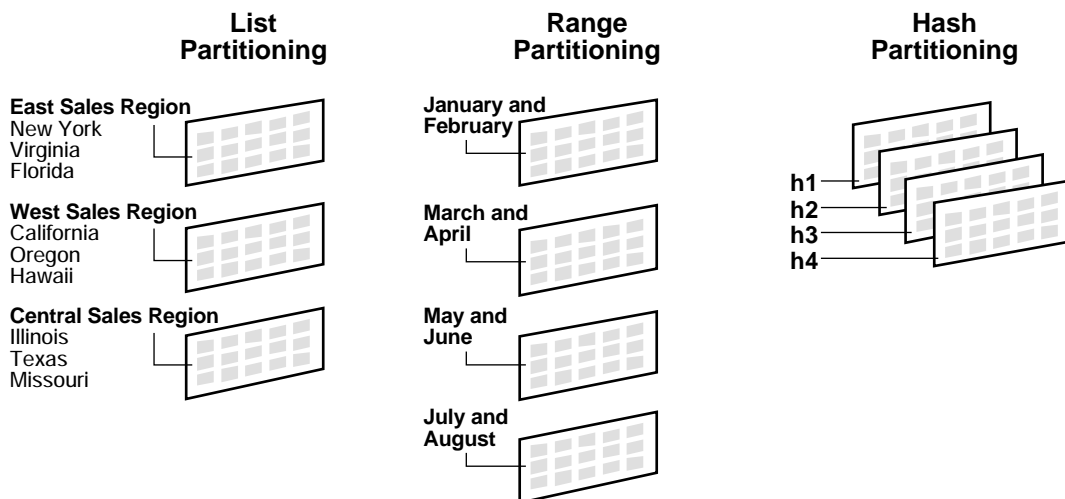 List
Partitioning
East Sales Region
New York
Virginia
Florida
West Sales Region
California
Oregon
Hawaii
Central Sales Region
Illinois
Texas
Missouri
Range
Partitioning
January and
February
March and
April
May and
June
July and
August
Hash
Partitioning
h1
h2
h3
h4